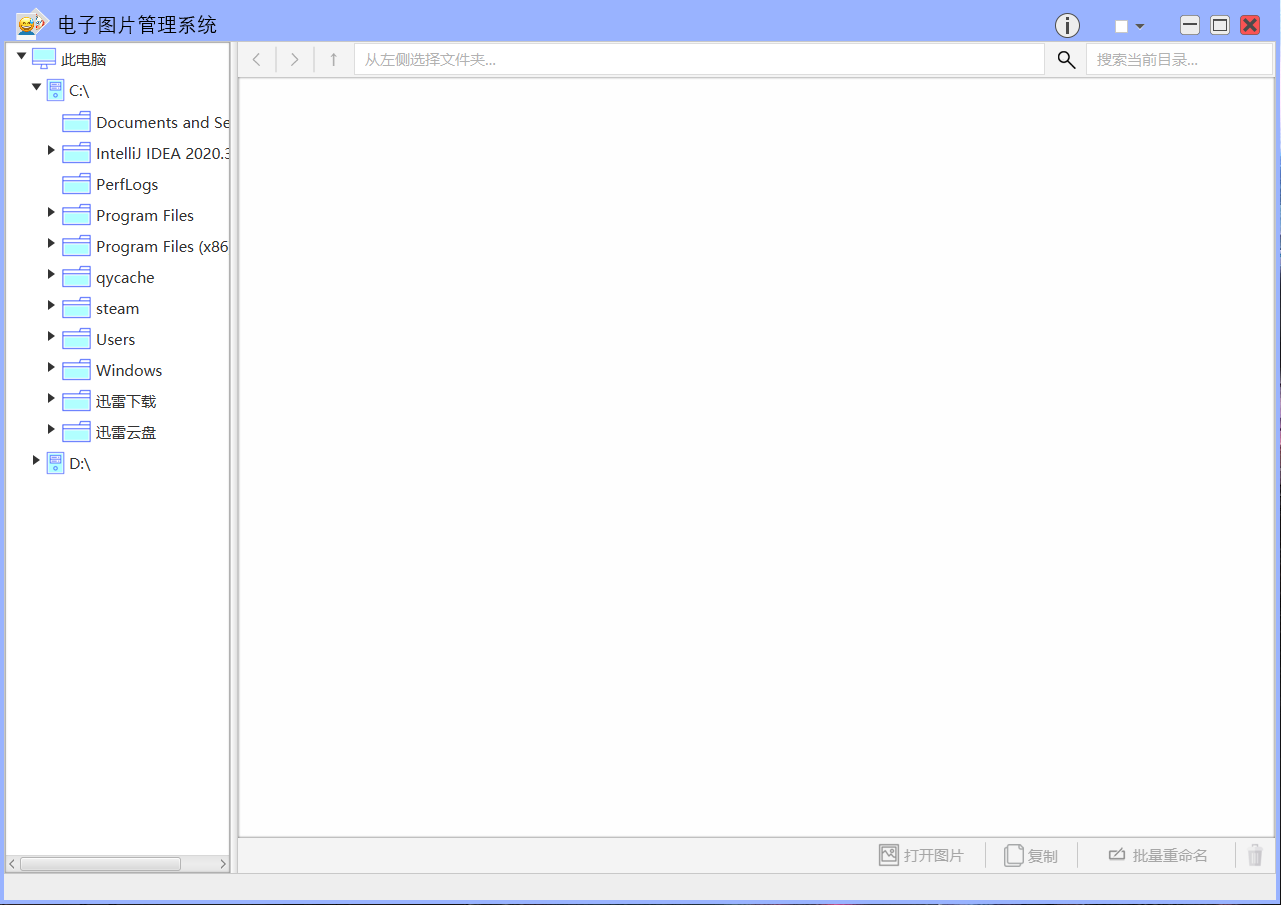 电子图片管理系统
从左侧选择文件夹...
搜索当前目录...
此电脑
C:\
Documents and Se
IntelliJ IDEA 2020.3
PerfLogs
Program Files
Program Files (x86
qycache
steam
Users
Windows
迅雷下载
迅雷云盘
D:\
打开图片
复制
批量重命名